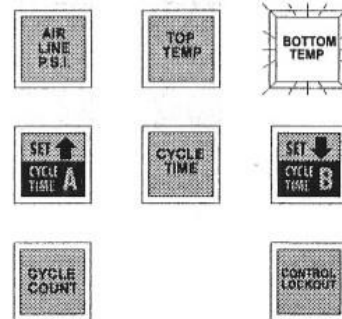 AIR
LINE
P.S.I.
TOP
TEMP
BOTTOM
TEMP
SET
CYCLE
TIME A
CYCLE
TIME
SET
CYCLE
TIME B
CYCLE
COUNT
CONTROL
LOCKOUT